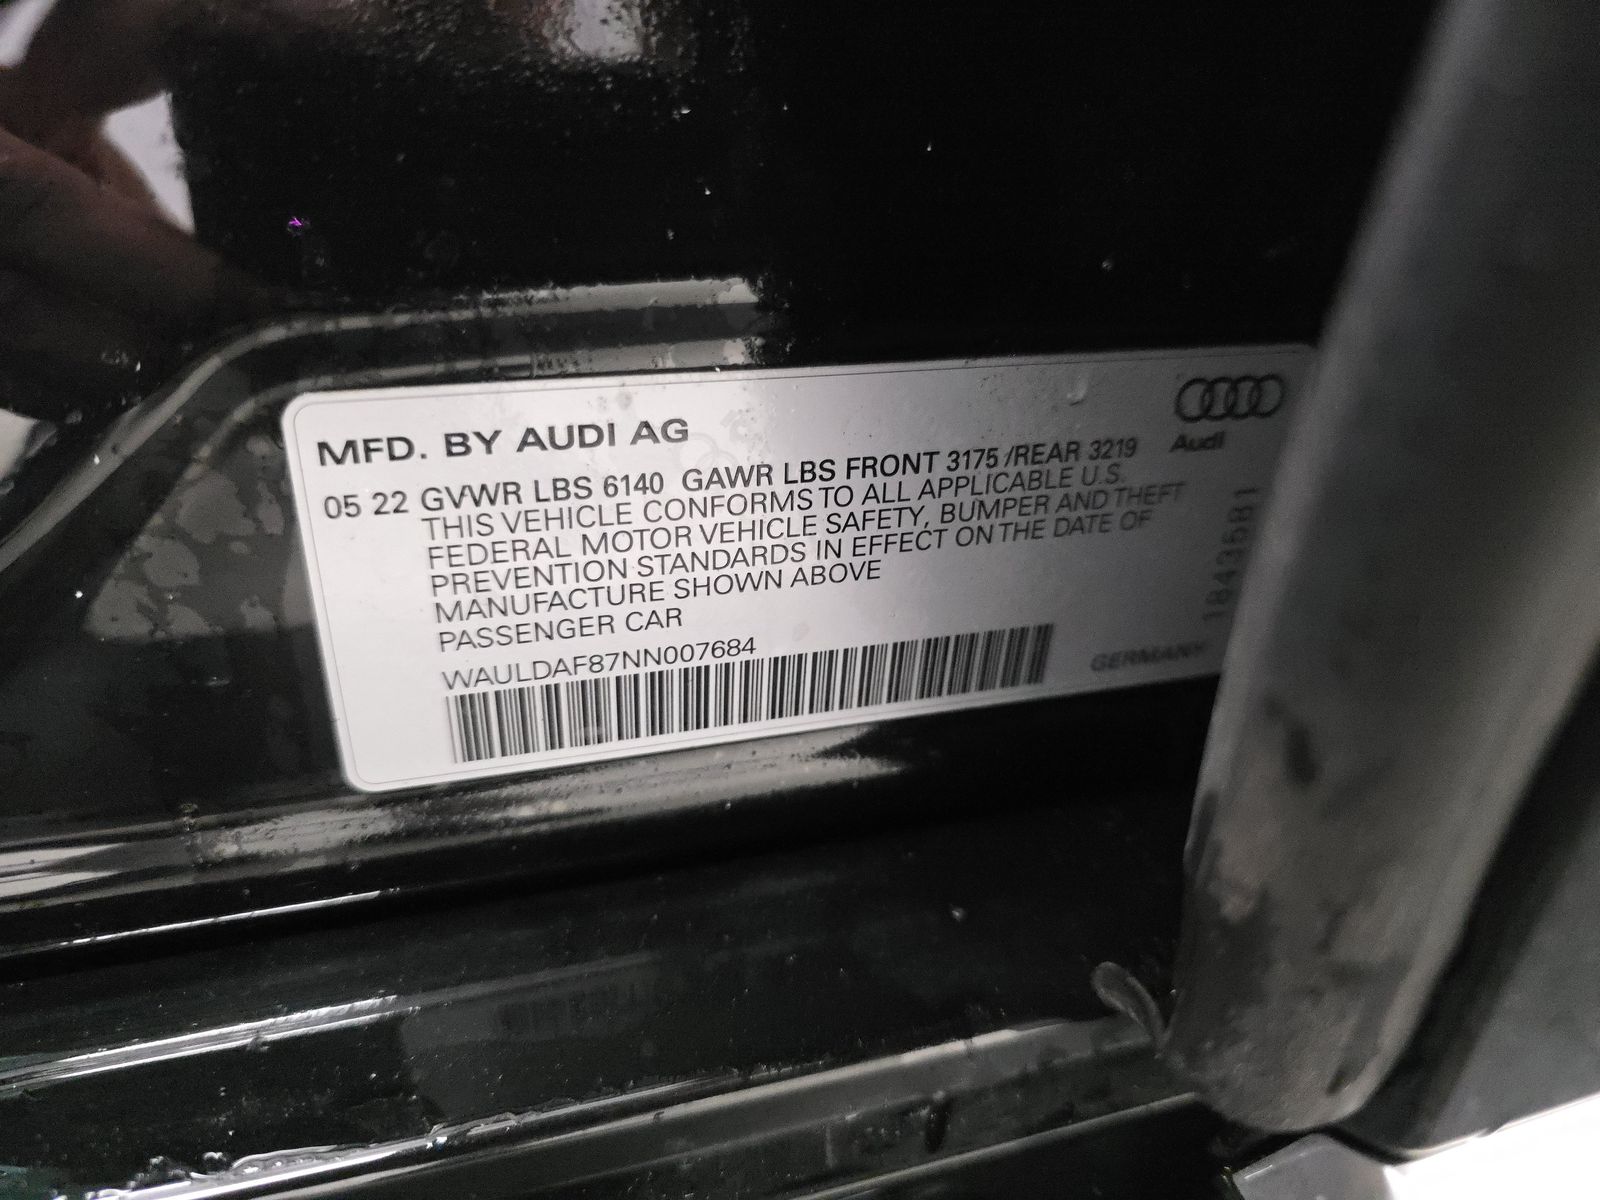 MFD. BY AUDI AG
Audi
05 22 GVWR LBS 6140 GAWR LBS FRONT 3175 /REAR 3219
THIS VEHICLE CONFORMS TO ALL APPLICABLE U.S.
FEDERAL MOTOR VEHICLE SAFETY, BUMPER AND THEFT
PREVENTION STANDARDS IN EFFECT ON THE DATE OF
MANUFACTURE SHOWN ABOVE
PASSENGER CAR
WAULDAF87NN007684
GERMANY
1843681